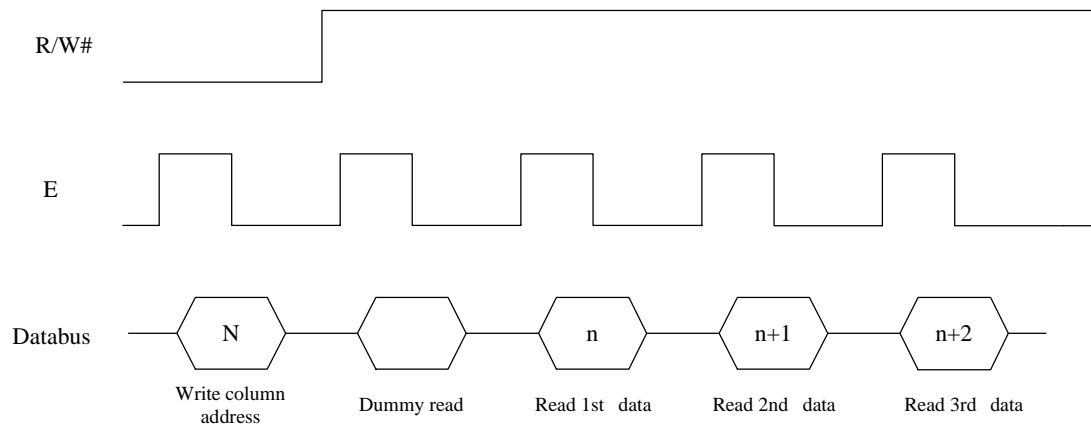 R/W#
E
Databus
N
n
n+1
n+2
Write column
address
Dummy read
Read 1st data
Read 2nd data
Read 3rd data